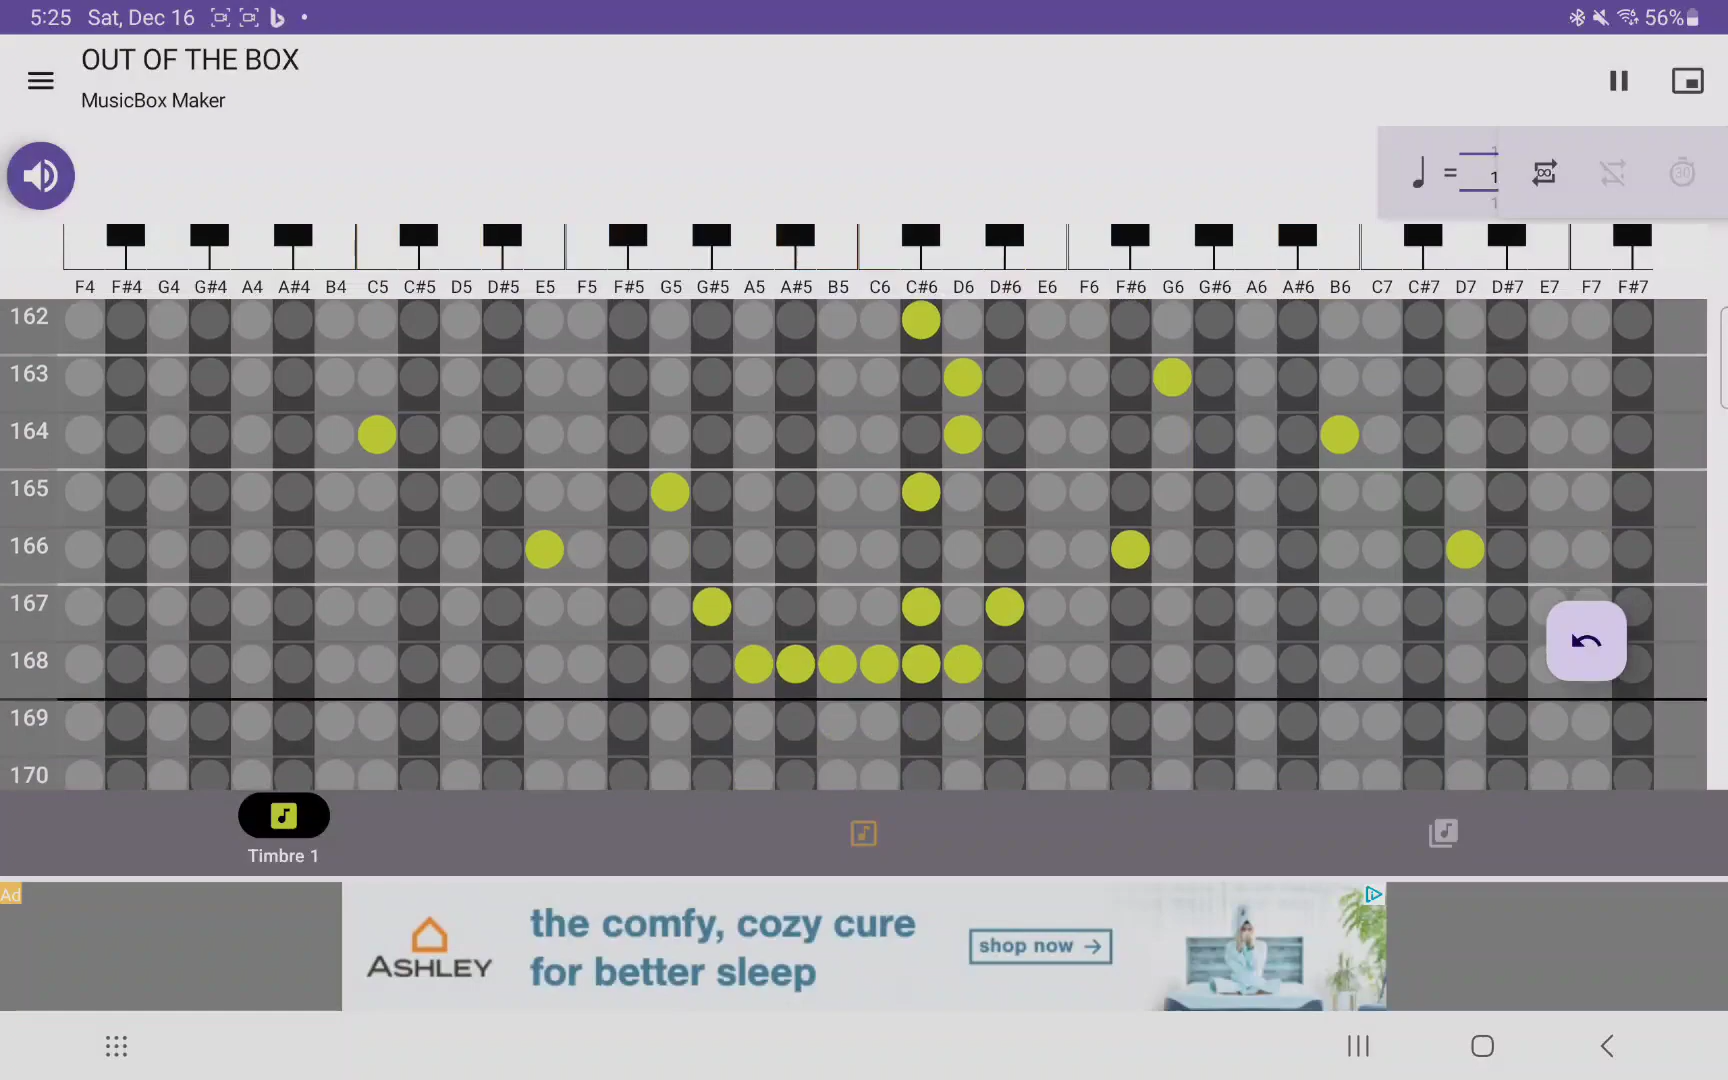 5:25 Sat, Dec 16 56%
OUT OF THE BOX
MusicBox Maker
= 1
30
F4 F#4 G4 G#4 A4 A#4 B4 C5 C#5 D5 D#5 E5 F5 F#5 G5 G#5 A5 A#5 B5 C6 C#6 D6 D#6 E6 F6 F#6 G6 G#6 A6 A#6 B6 C7 C#7 D7 D#7 E7 F7 F#7
162
163
164
165
166
167
168
169
170
Timbre 1
Ad
ASHLEY
the comfy, cozy cure
for better sleep
shop now →